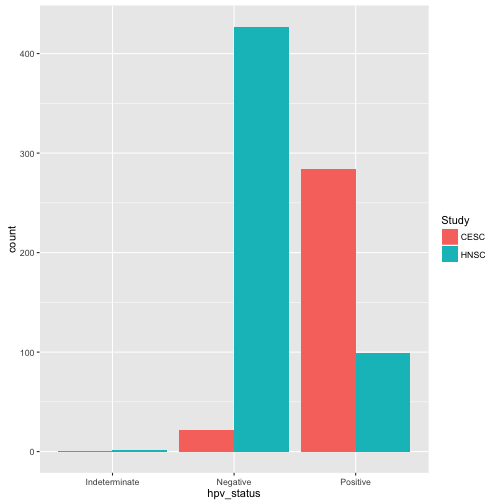 count
400
300
200
100
0
Indeterminate Negative Positive
hpv_status
Study
CESC
HNSC